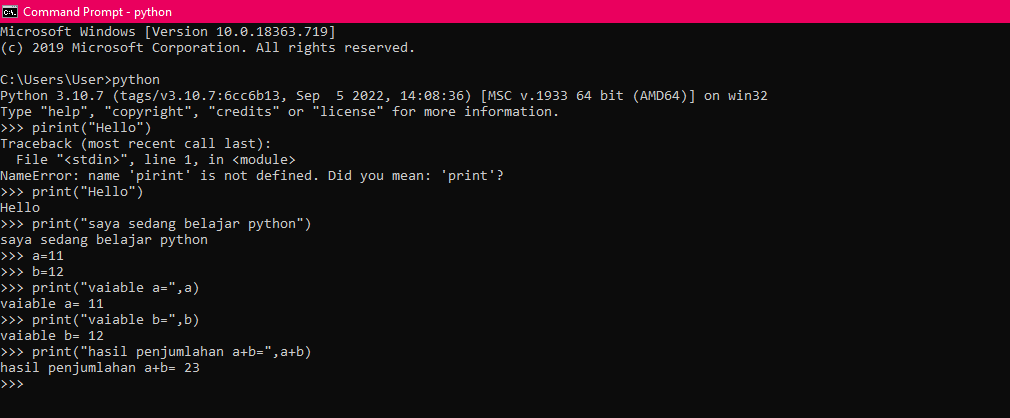 Command Prompt - python
Microsoft Windows [Version 10.0.18363.719]
(c) 2019 Microsoft Corporation. All rights reserved.
C:\Users\User>python
Python 3.10.7 (tags/v3.10.7:6cc6b13, Sep  5 2022, 14:08:36) [MSC v.1933 64 bit (AMD64)] on win32
Type "help", "copyright", "credits" or "license" for more information.
>>> pirint("Hello")
Traceback (most recent call last):
  File "<stdin>", line 1, in <module>
NameError: name 'pirint' is not defined. Did you mean: 'print'?
>>> print("Hello")
Hello
>>> print("saya sedang belajar python")
saya sedang belajar python
>>> a=11
>>> b=12
>>> print("vaiable a=",a)
vaiable a= 11
>>> print("vaiable b=",b)
vaiable b= 12
>>> print("hasil penjumlahan a+b=",a+b)
hasil penjumlahan a+b= 23
>>>